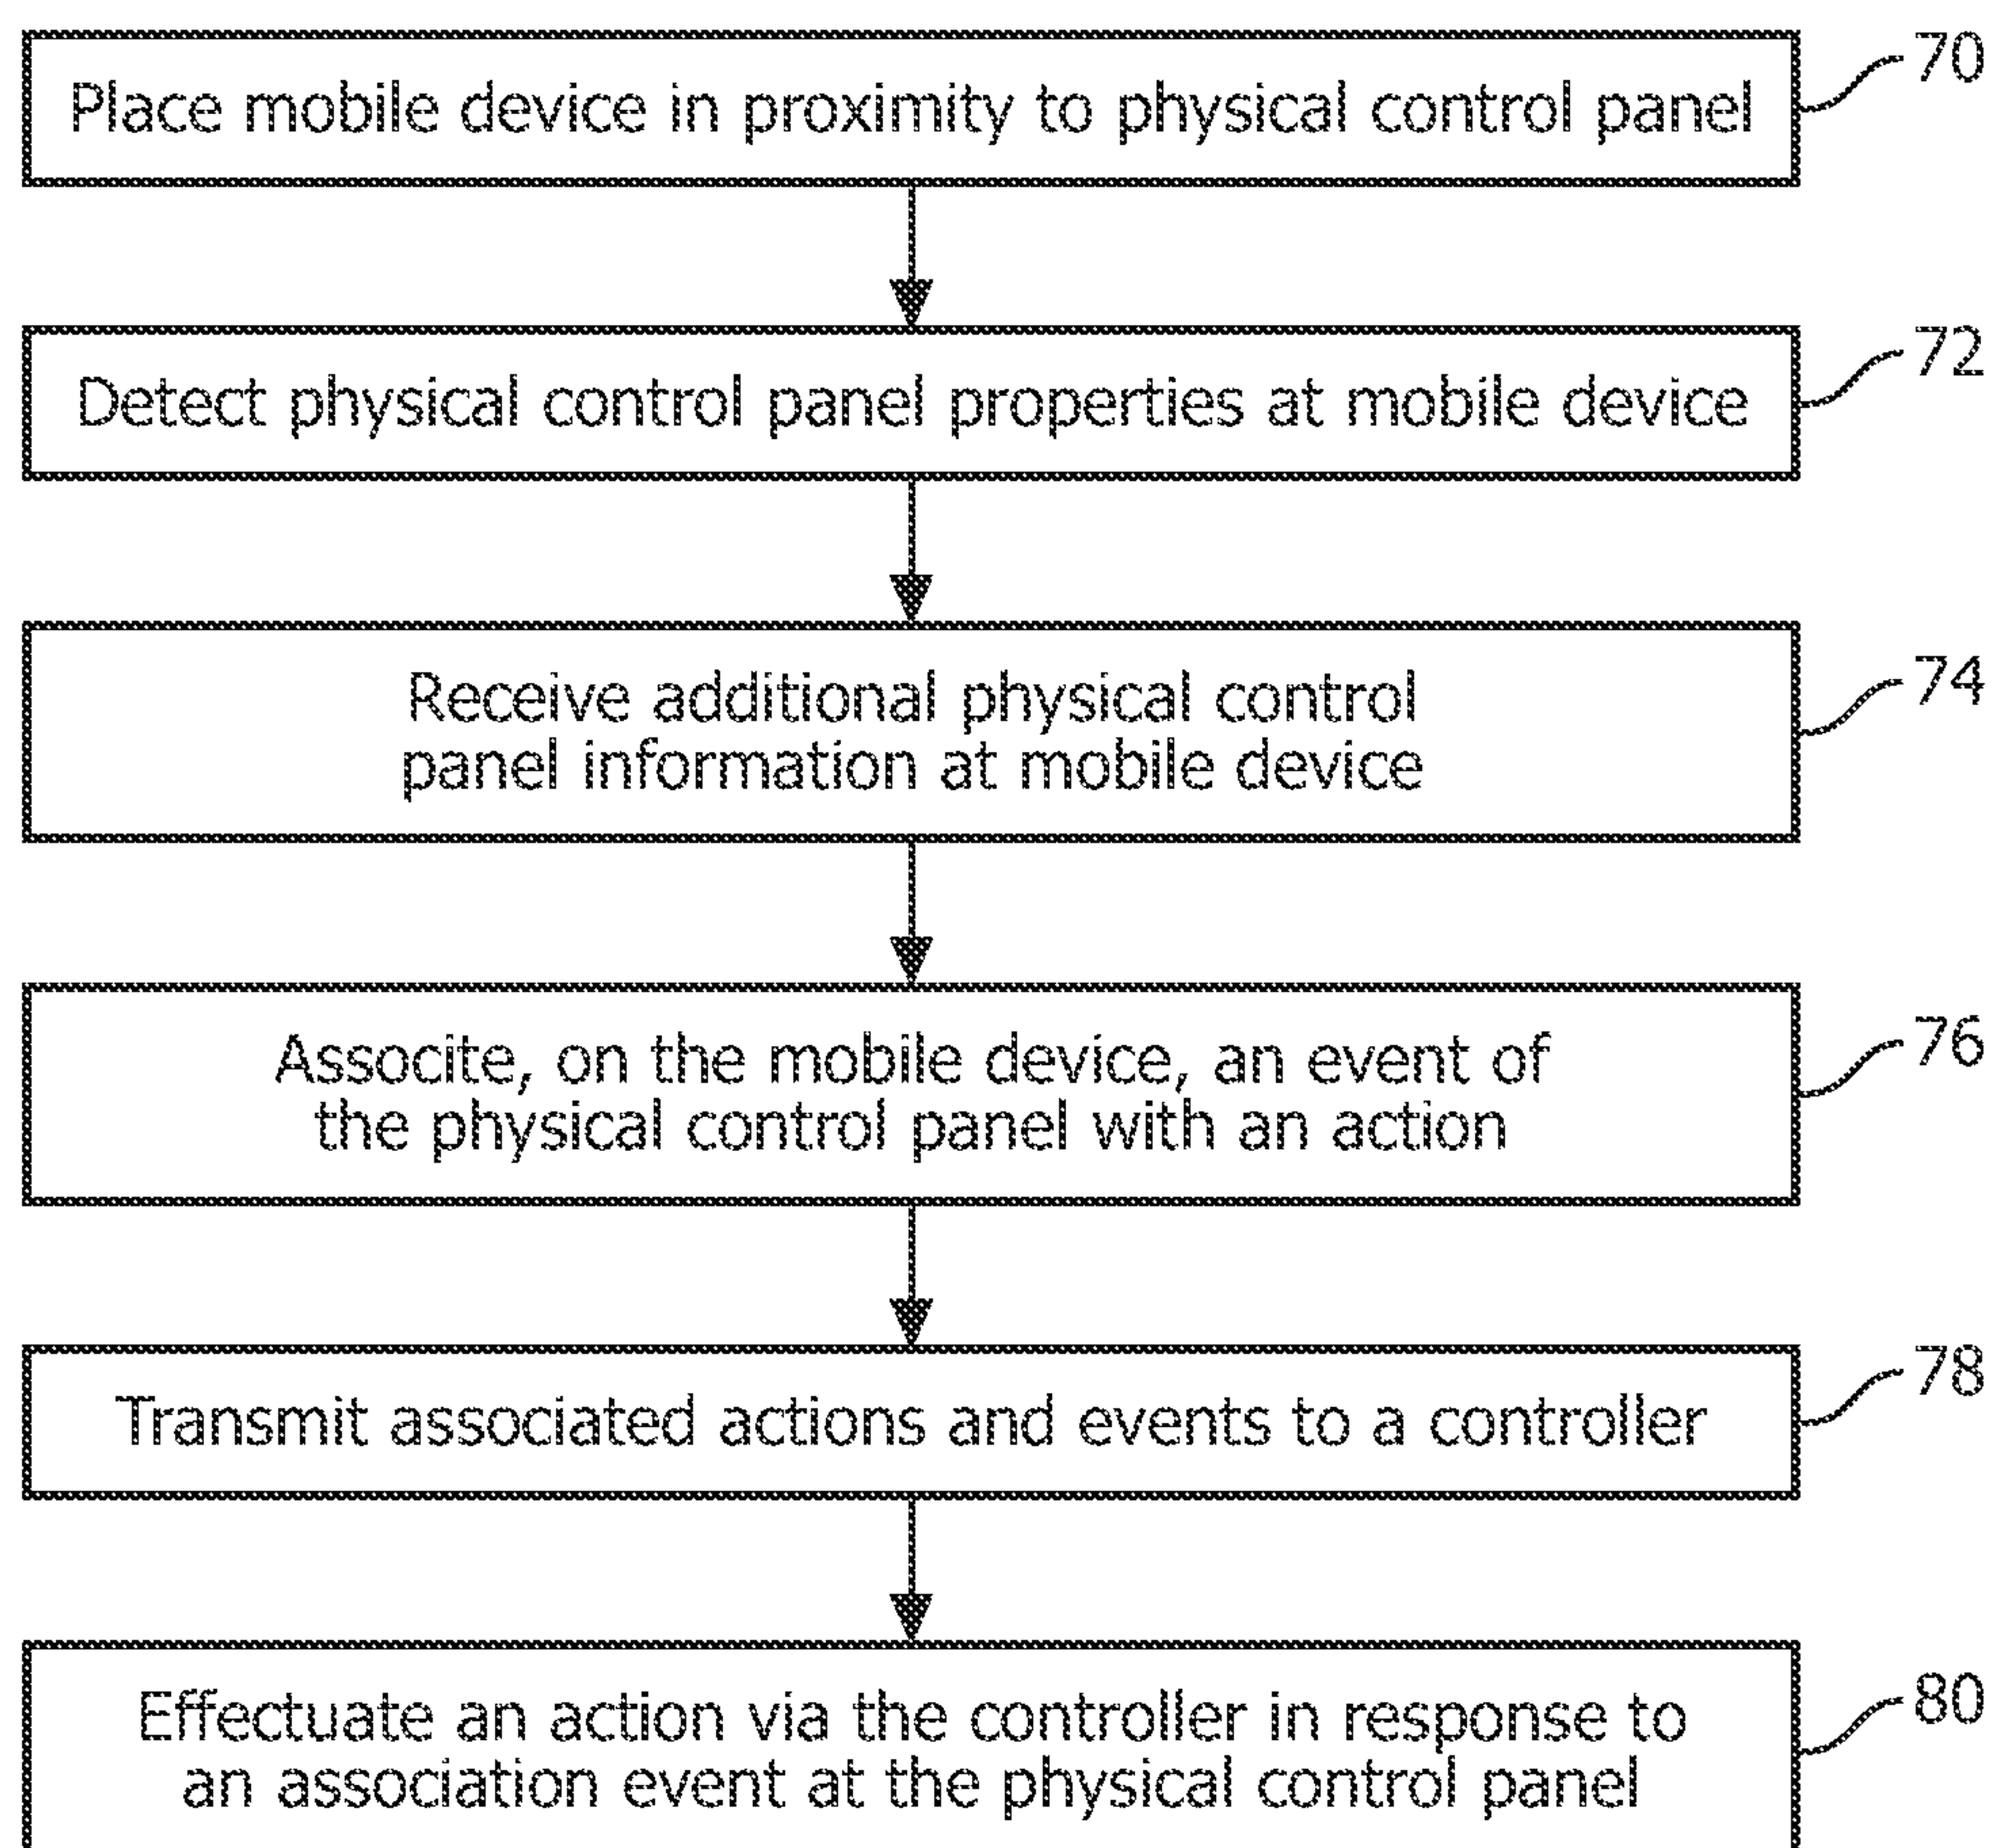 Place mobile device in proximity to physical control panel
70
Detect physical control panel properties at mobile device
72
Receive additional physical control
panel information at mobile device
74
Associte, on the mobile device, an event of
the physical control panel with an action
76
Transmit associated actions and events to a controller
78
Effectuate an action via the controller in response to
an association event at the physical control panel
80